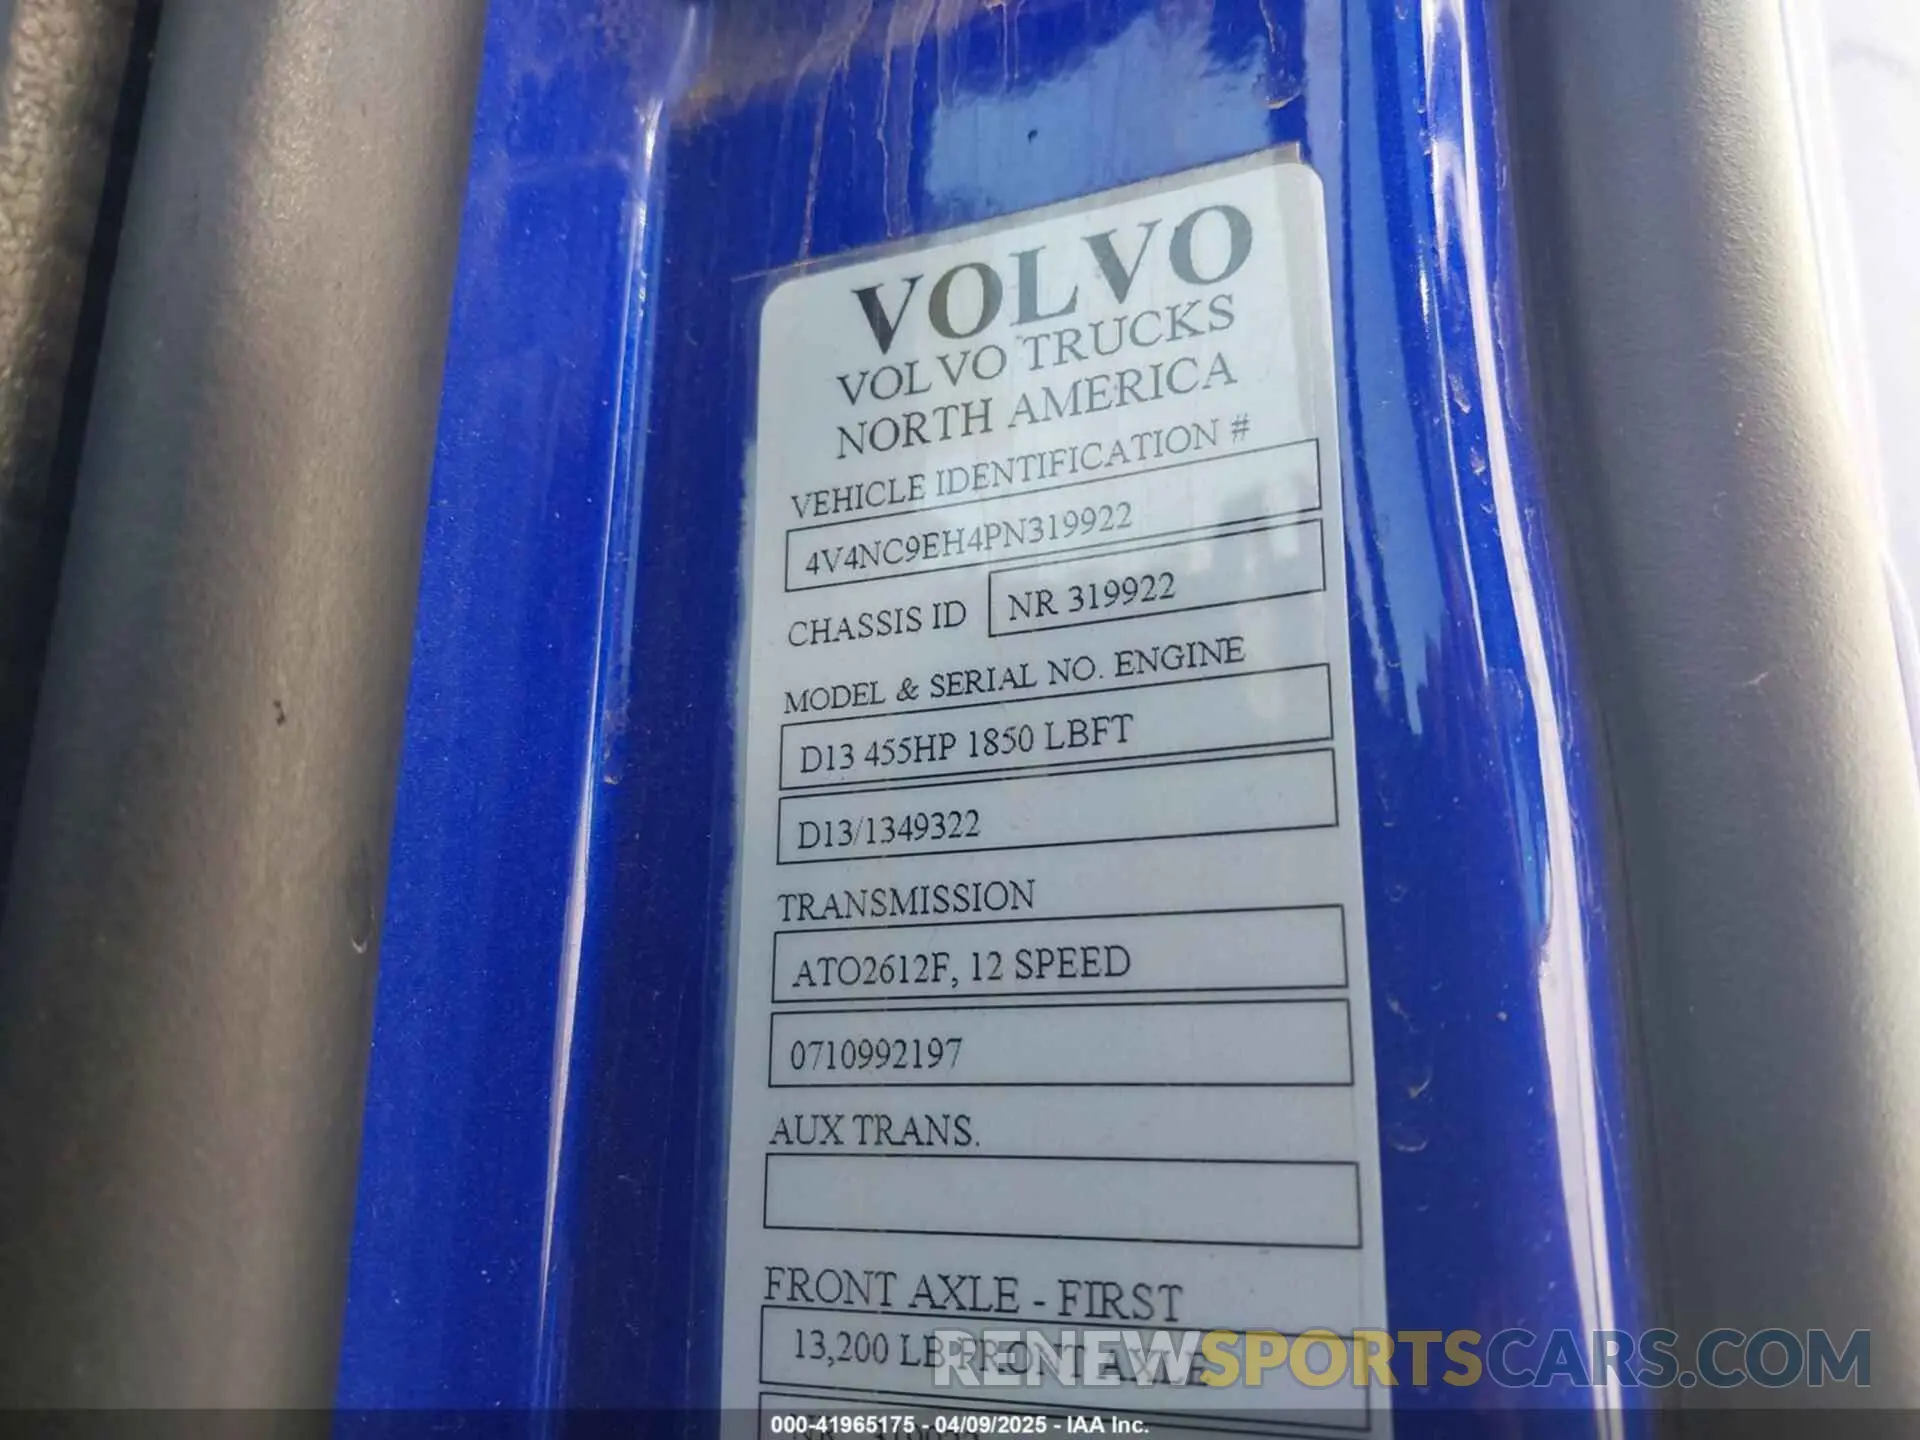 VOLVO
VOLVO TRUCKS
NORTH AMERICA
VEHICLE IDENTIFICATION #
4V4NC9EH4PN319922
CHASSIS ID NR 319922
MODEL & SERIAL NO. ENGINE
D13 455HP 1850 LBFT
D13/1349322
TRANSMISSION
ATO2612F, 12 SPEED
0710992197
AUX TRANS.
FRONT AXLE - FIRST
13,200 LB FRONT AXLE
RENEWSPORTSCARS.COM
000-41965175 - 04/09/2025 - IAA Inc.